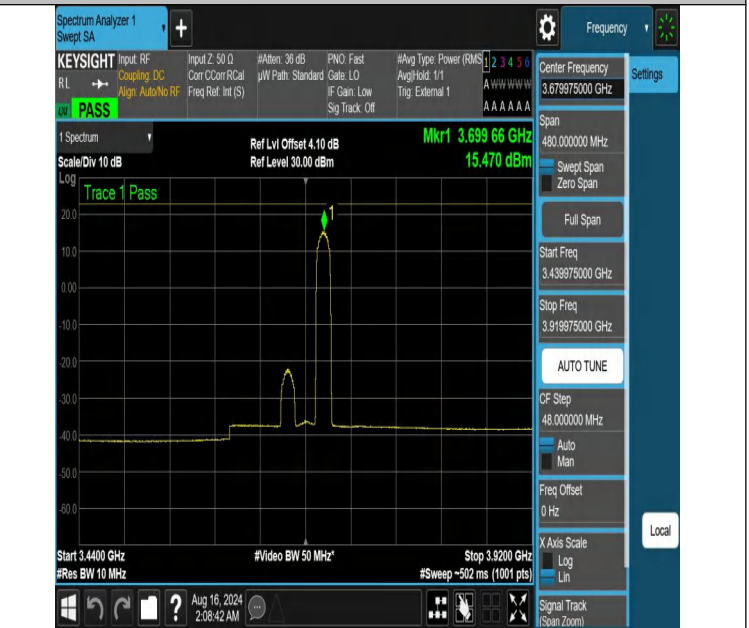 Spectrum Analyzer 1
Swept SA
+
Frequency
KEYSIGHT
RL
LXI
PASS
Input: RF
Coupling: DC
Align: Auto/No RF
Input Z: 50 Ω
Corr CCorr RCal
Freq Ref: Int (S)
#Atten: 36 dB
µW Path: Standard
PNO: Fast
Gate: LO
IF Gain: Low
Sig Track: Off
#Avg Type: Power (RMS
Avg|Hold: 1/1
Trig: External 1
1 2 3 4 5 6
A W W W W W
A A A A A A
Center Frequency
3.679975000 GHz
Settings
Span
480.000000 MHz
Swept Span
Zero Span
Full Span
Start Freq
3.439975000 GHz
Stop Freq
3.919975000 GHz
AUTO TUNE
CF Step
48.000000 MHz
Auto
Man
Freq Offset
0 Hz
X Axis Scale
Log
Lin
Signal Track
(Span Zoom)
Local
1 Spectrum
Scale/Div 10 dB
Log
Ref Lvl Offset 4.10 dB
Ref Level 30.00 dBm
Mkr1 3.699 66 GHz
15.470 dBm
Trace 1 Pass
1
20.0
10.0
0.00
-10.0
-20.0
-30.0
-40.0
-50.0
-60.0
Start 3.4400 GHz
#Res BW 10 MHz
#Video BW 50 MHz*
Stop 3.9200 GHz
#Sweep ~502 ms (1001 pts)
?
Aug 16, 2024
2:08:42 AM